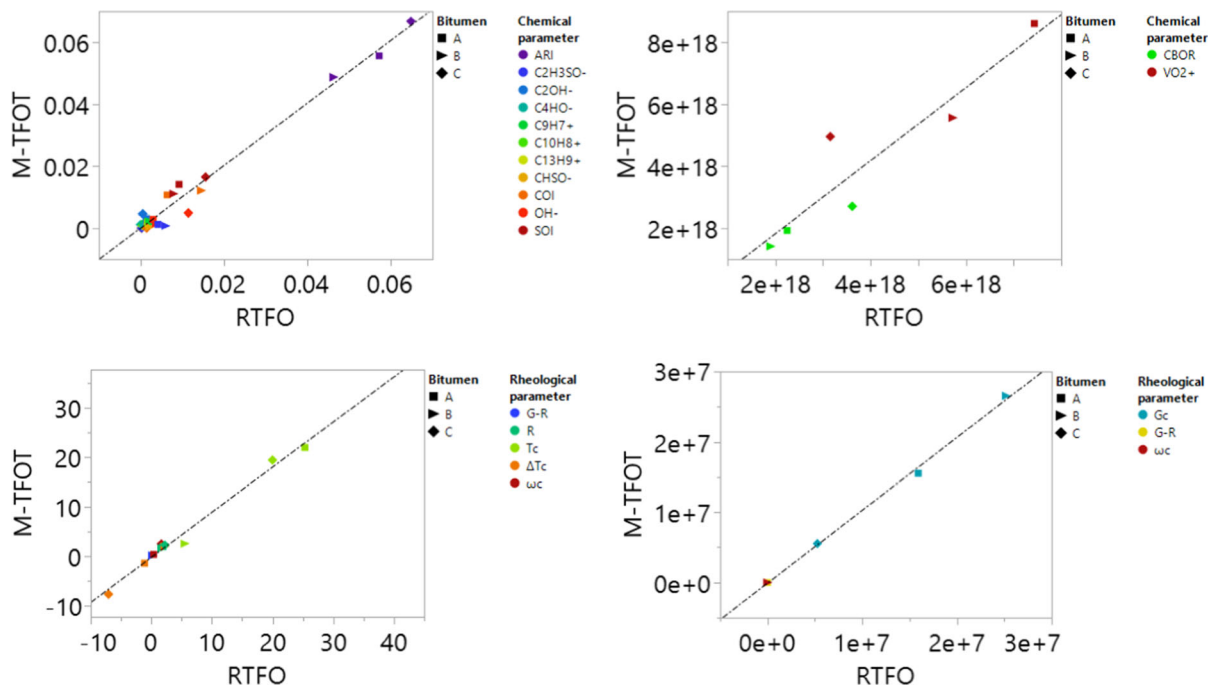 0.06
0.04
0.02
0
M-TFOT
0
0.02
0.04
0.06
RTFO
Bitumen
A
B
C
Chemical
parameter
ARI
C2H3SO-
C2OH-
C4HO-
C9H7+
C10H8+
C13H9+
CHSO-
COI
OH-
SOI
8e+18
6e+18
4e+18
2e+18
M-TFOT
2e+18
4e+18
6e+18
RTFO
Bitumen
A
B
C
Chemical
parameter
CBOR
VO2+
30
20
10
0
-10
M-TFOT
-10
0
10
20
30
40
RTFO
Bitumen
A
B
C
Rheological
parameter
G-R
R
Tc
ΔTc
ωc
3e+7
2e+7
1e+7
0e+0
M-TFOT
0e+0
1e+7
2e+7
3e+7
RTFO
Bitumen
A
B
C
Rheological
parameter
Gc
G-R
ωc